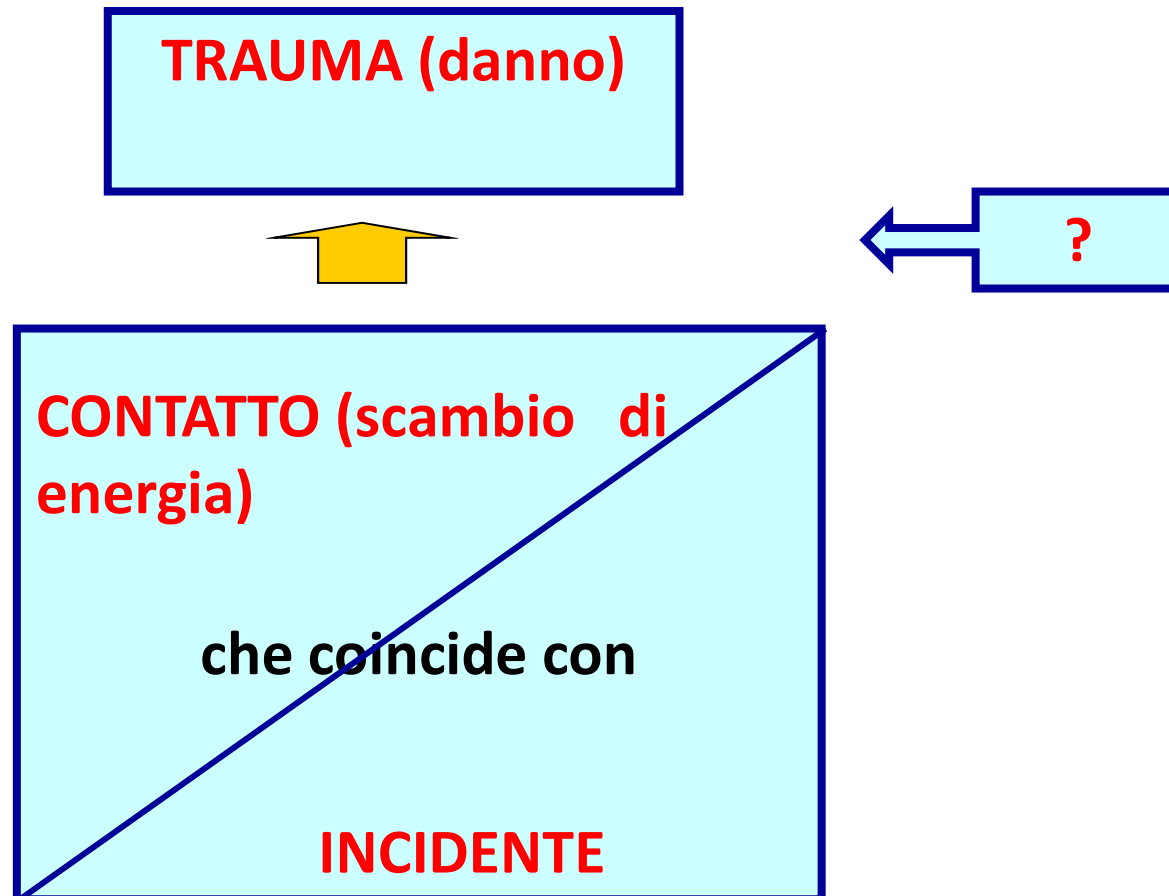 TRAUMA (danno)
?
CONTATTO (scambio di
energia)
che coincide con
INCIDENTE